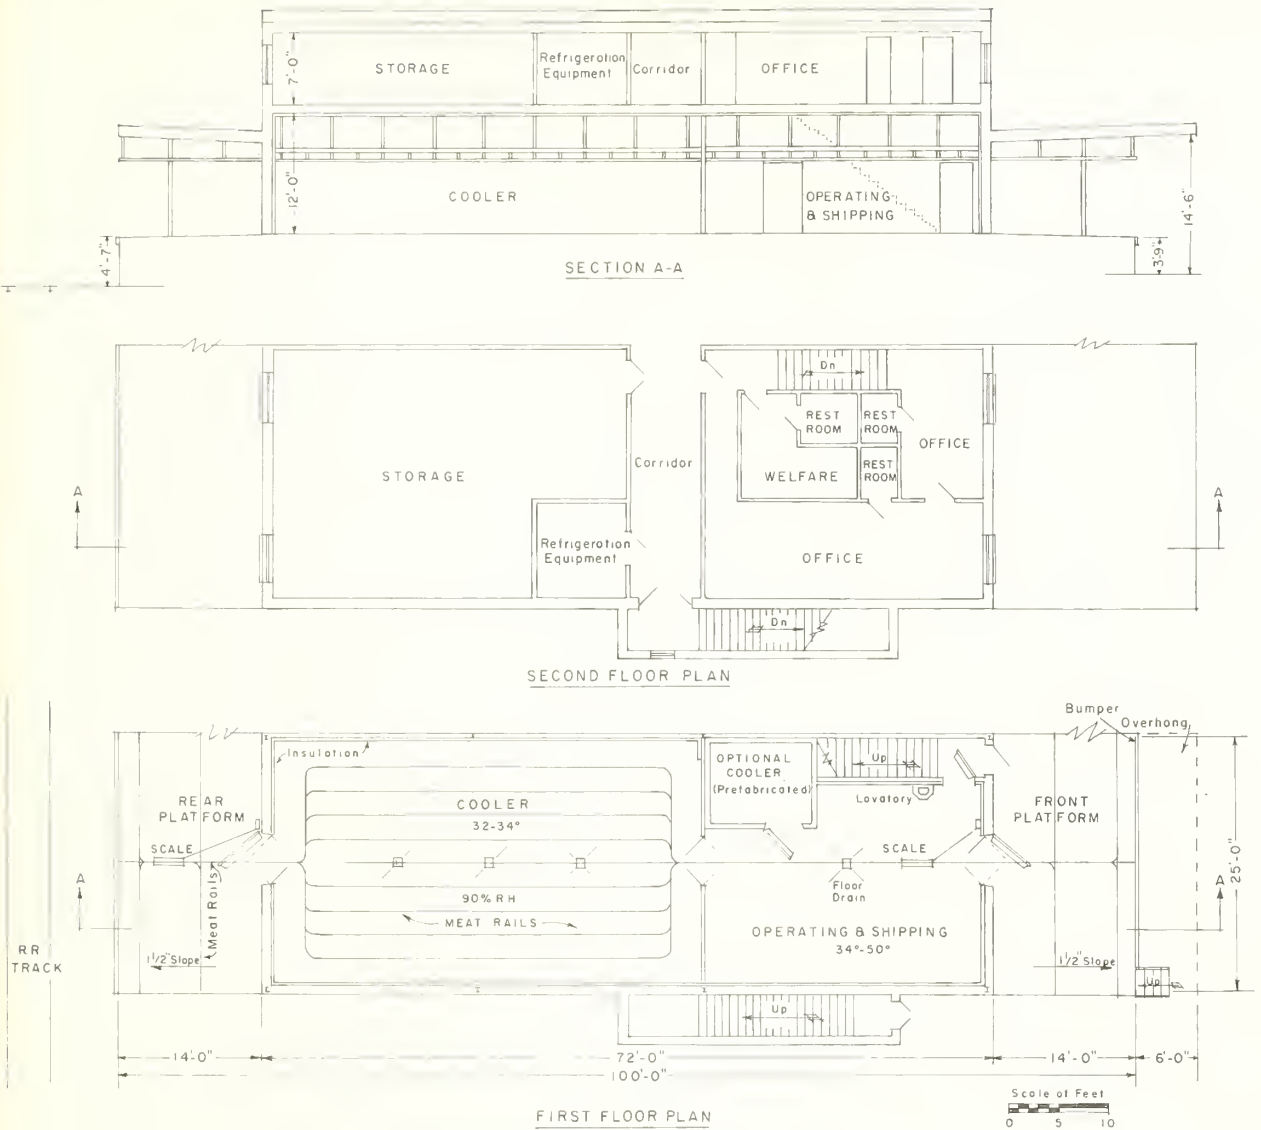 STORAGE
Refrigeration
Equipment
Corridor
OFFICE
7'-0"
12'-0"
COOLER
OPERATING
& SHIPPING
14'-6"
4'-7"
3'-9"
SECTION A-A
Dn
REST
ROOM
REST
ROOM
OFFICE
Corridor
STORAGE
WELFARE
REST
ROOM
A
A
Refrigeration
Equipment
OFFICE
Dn
SECOND FLOOR PLAN
Bumper
Overhang
Insulation
OPTIONAL
COOLER
(Prefabricated)
Up
Lavatory
REAR
PLATFORM
COOLER
32-34°
FRONT
PLATFORM
SCALE
SCALE
Meat Rails
25'-0"
A
A
Floor
Drain
90% RH
MEAT RAILS
OPERATING & SHIPPING
34°-50°
RR
TRACK
1 1/2" Slope
1 1/2" Slope
Up
Up
14'-0"
72'-0"
14'-0"
6'-0"
100'-0"
Scale of Feet
0 5 10
FIRST FLOOR PLAN